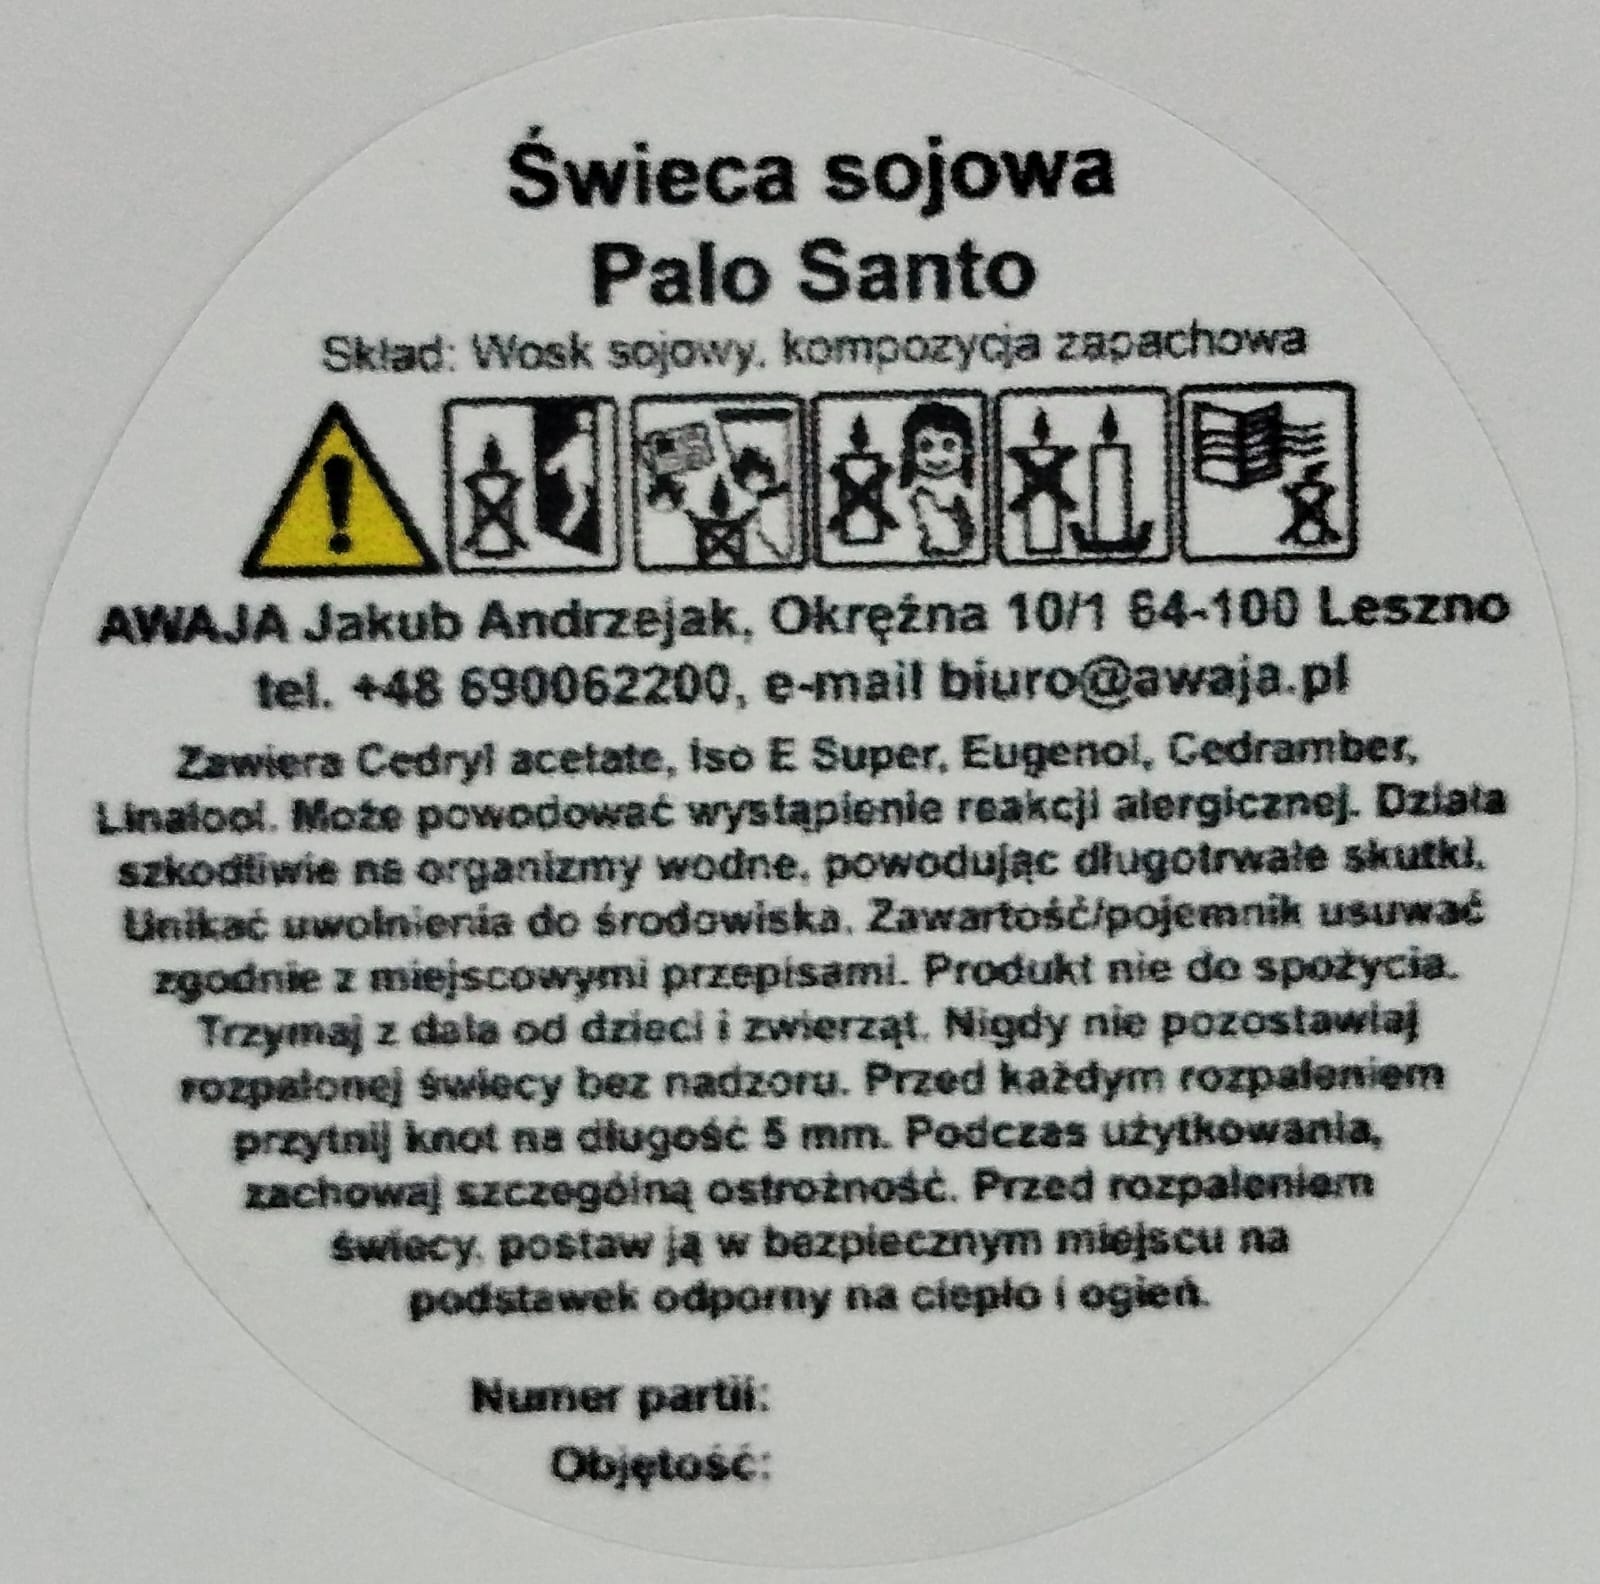 Świeca sojowa
Palo Santo
Skład: Wosk sojowy, kompozycja zapachowa
AWAJA Jakub Andrzejak, Okrężna 10/1 64-100 Leszno
tel. +48 690062200, e-mail biuro@awaja.pl
Zawiera Cedryl acetate, Iso E Super, Eugenol, Cedramber,
Linalool. Może powodować wystąpienie reakcji alergicznej. Działa
szkodliwie na organizmy wodne, powodując długotrwałe skutki.
Unikać uwolnienia do środowiska. Zawartość/pojemnik usuwać
zgodnie z miejscowymi przepisami. Produkt nie do spożycia.
Trzymaj z dala od dzieci i zwierząt. Nigdy nie pozostawiaj
rozpalonej świecy bez nadzoru. Przed każdym rozpaleniem
przytnij knot na długość 5 mm. Podczas użytkowania,
zachowaj szczególną ostrożność. Przed rozpaleniem
świecy, postaw ją w bezpiecznym miejscu na
podstawek odporny na ciepło i ogień.
Numer partii:
Objętość: